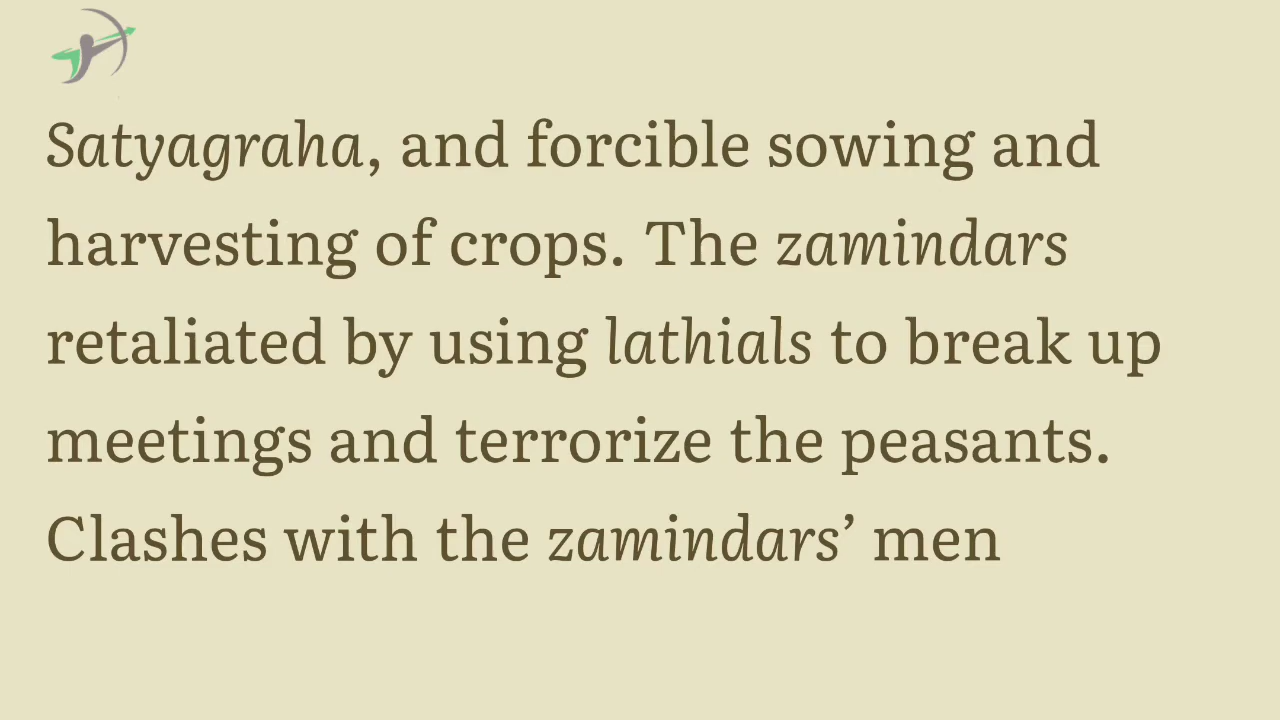 Satyagraha, and forcible sowing and
harvesting of crops. The zamindars
retaliated by using lathials to break up
meetings and terrorize the peasants.
Clashes with the zamindars’ men